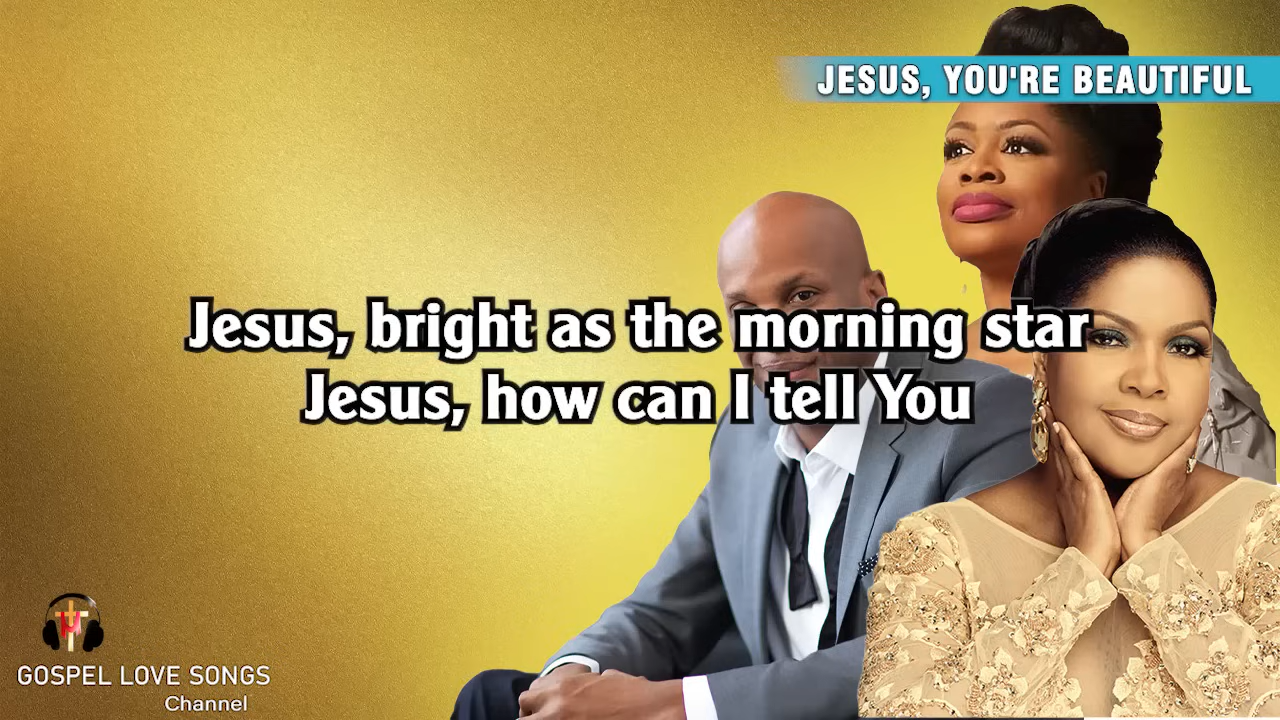 JESUS, YOU'RE BEAUTIFUL
Jesus, bright as the morning star
Jesus, how can I tell You
GOSPEL LOVE SONGS
Channel